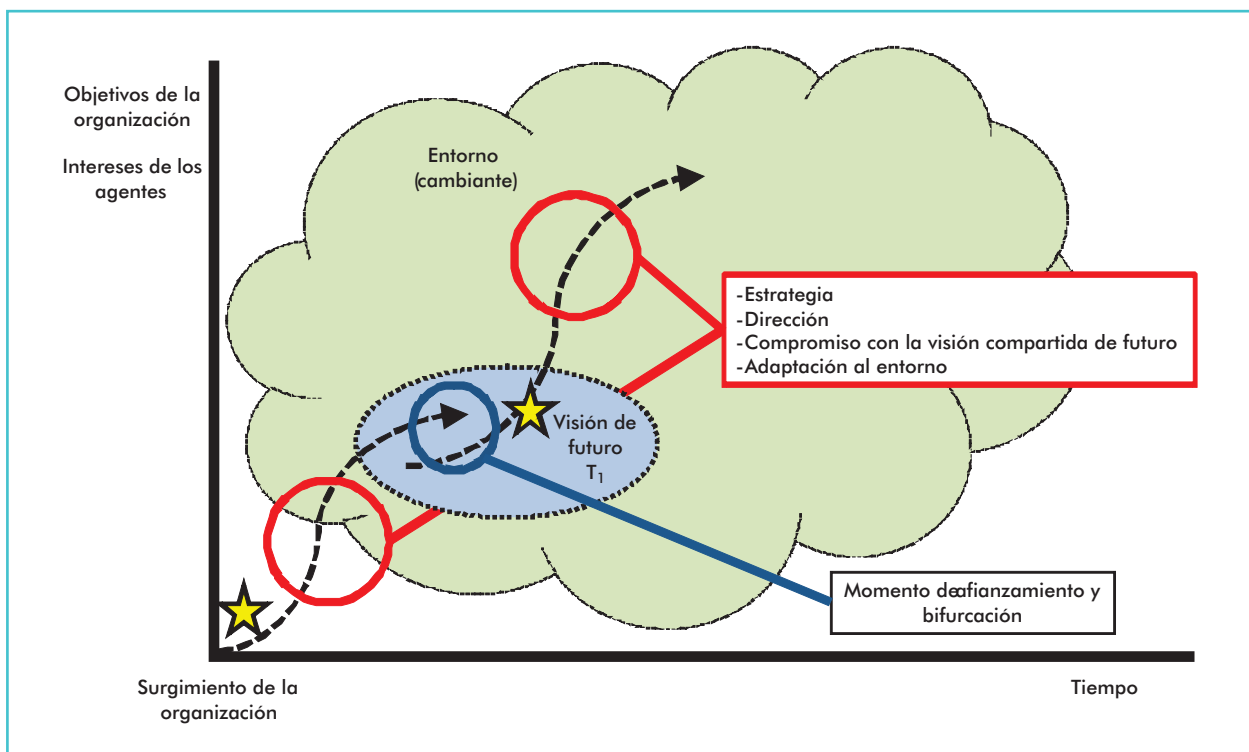 Objetivos de la
organización
Intereses de los
agentes
Entorno
(cambiante)
-Estrategia
-Dirección
-Compromiso con la visión compartida de futuro
-Adaptación al entorno
Visión de
futuro
T₁
Momento deafianzamiento y
bifurcación
Surgimiento de la
organización
Tiempo